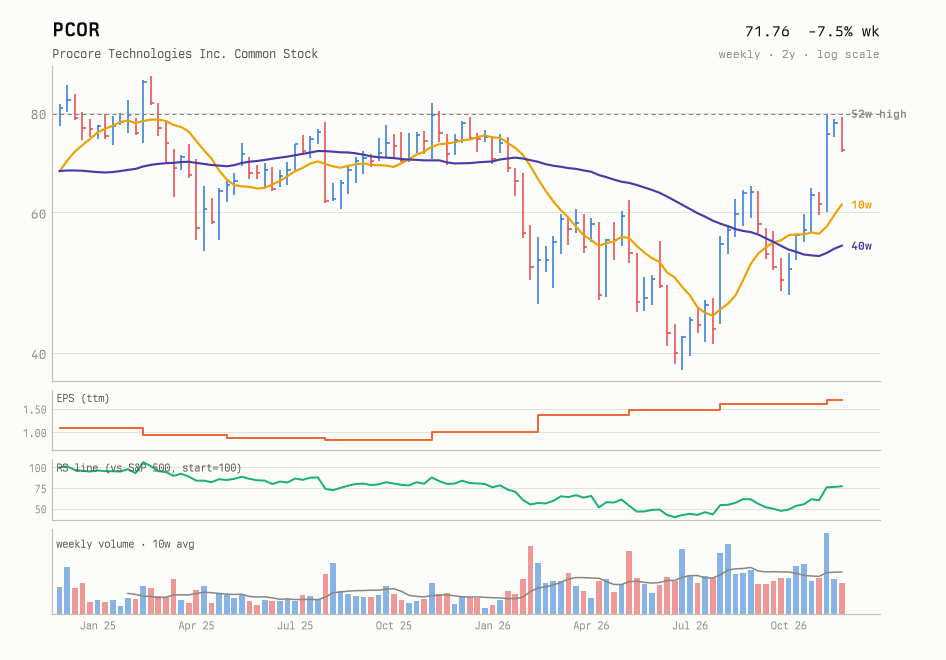 PCOR
71.76 -7.5% wk
Procore Technologies Inc. Common Stock
weekly · 2y · log scale
80
52w high
60
10w
40w
40
EPS (ttm)
1.50
1.00
RS line (vs S&P 500, start=100)
100
75
50
weekly volume · 10w avg
Jan 25 Apr 25 Jul 25 Oct 25 Jan 26 Apr 26 Jul 26 Oct 26